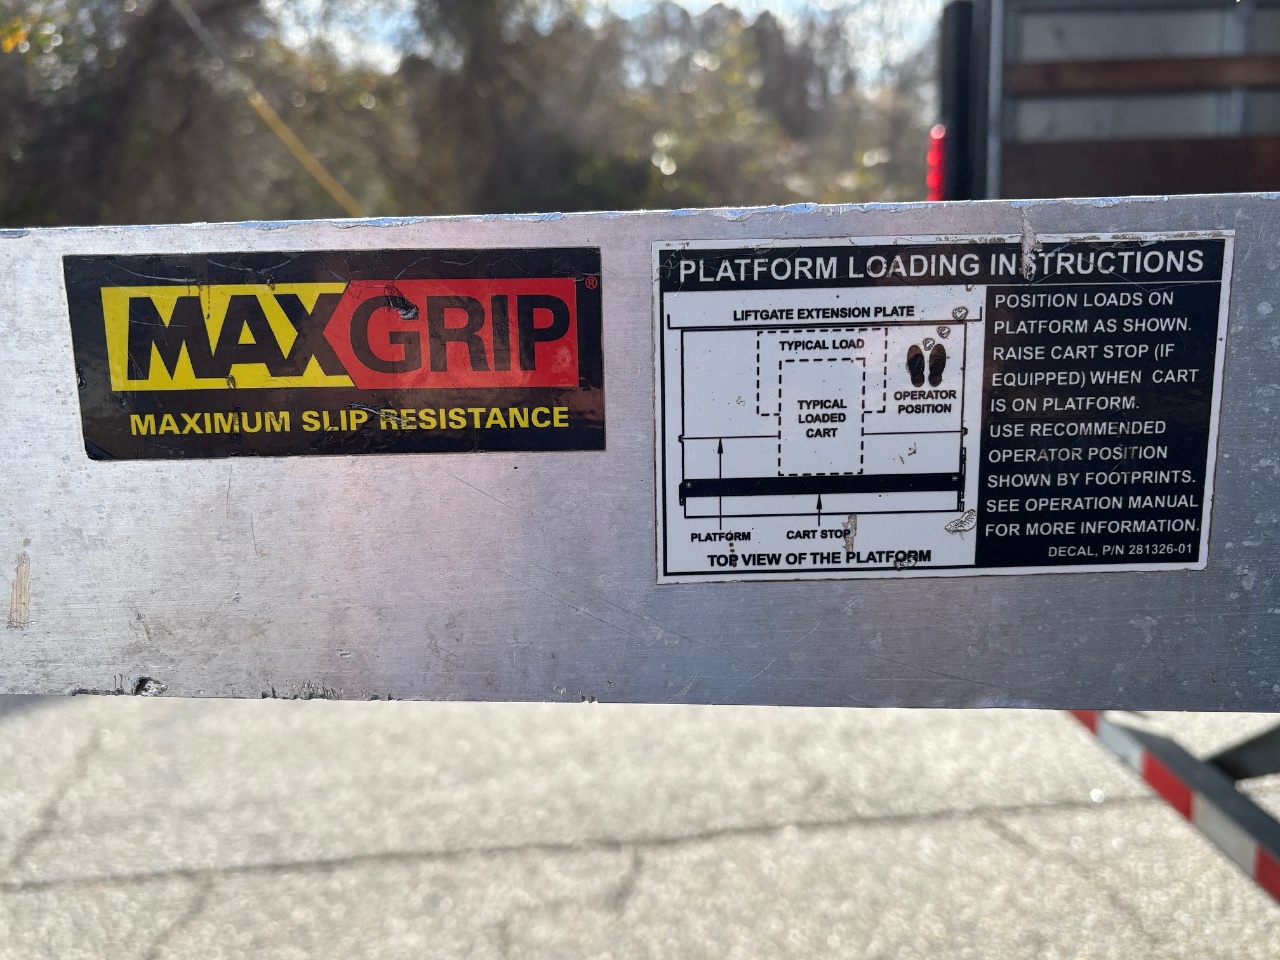 MAXGRIP®
MAXIMUM SLIP RESISTANCE
PLATFORM LOADING INSTRUCTIONS
LIFTGATE EXTENSION PLATE
TYPICAL LOAD
TYPICAL
LOADED
CART
OPERATOR
POSITION
PLATFORM
CART STOP
TOP VIEW OF THE PLATFORM
POSITION LOADS ON
PLATFORM AS SHOWN.
RAISE CART STOP (IF
EQUIPPED) WHEN CART
IS ON PLATFORM.
USE RECOMMENDED
OPERATOR POSITION
SHOWN BY FOOTPRINTS.
SEE OPERATION MANUAL
FOR MORE INFORMATION.
DECAL, P/N 281326-01